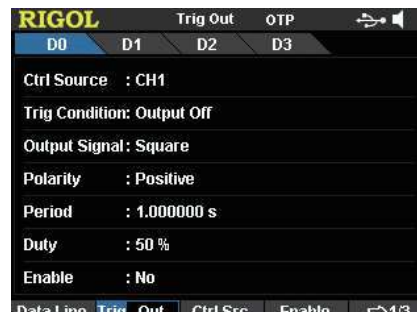 RIGOL Trig Out OTP
D0 D1 D2 D3
Ctrl Source : CH1
Trig Condition: Output Off
Output Signal: Square
Polarity : Positive
Period : 1.000000 s
Duty : 50 %
Enable : No
Data Line Trig Out Ctrl Src Enable 1/3